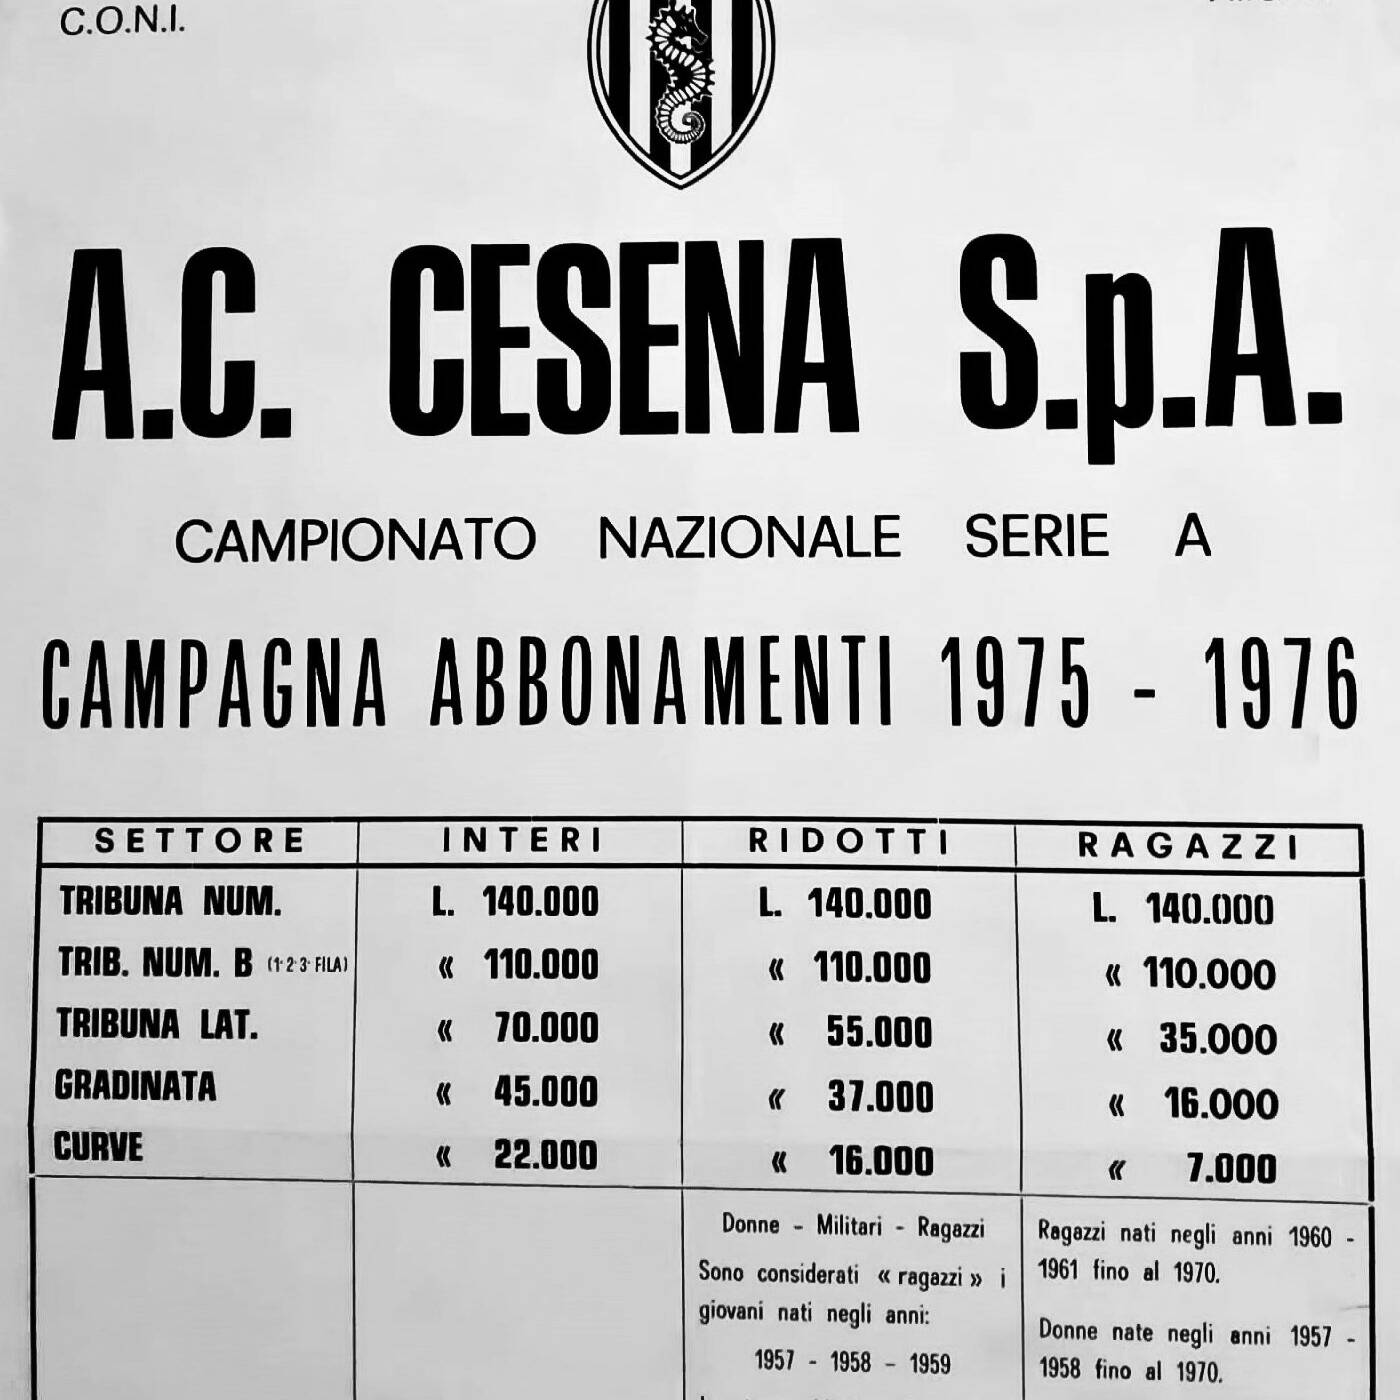 C.O.N.I.
A.C. CESENA S.p.A.
CAMPIONATO NAZIONALE SERIE A
CAMPAGNA ABBONAMENTI 1975 - 1976
SETTORE INTERI RIDOTTI RAGAZZI
TRIBUNA NUM. L. 140.000 L. 140.000 L. 140.000
TRIB. NUM. B (1ª 2ª 3ª FILA) « 110.000 « 110.000 « 110.000
TRIBUNA LAT. « 70.000 « 55.000 « 35.000
GRADINATA « 45.000 « 37.000 « 16.000
CURVE « 22.000 « 16.000 « 7.000
Donne - Militari - Ragazzi
Sono considerati « ragazzi » i
giovani nati negli anni:
1957 - 1958 - 1959
Ragazzi nati negli anni 1960 -
1961 fino al 1970.
Donne nate negli anni 1957 -
1958 fino al 1970.